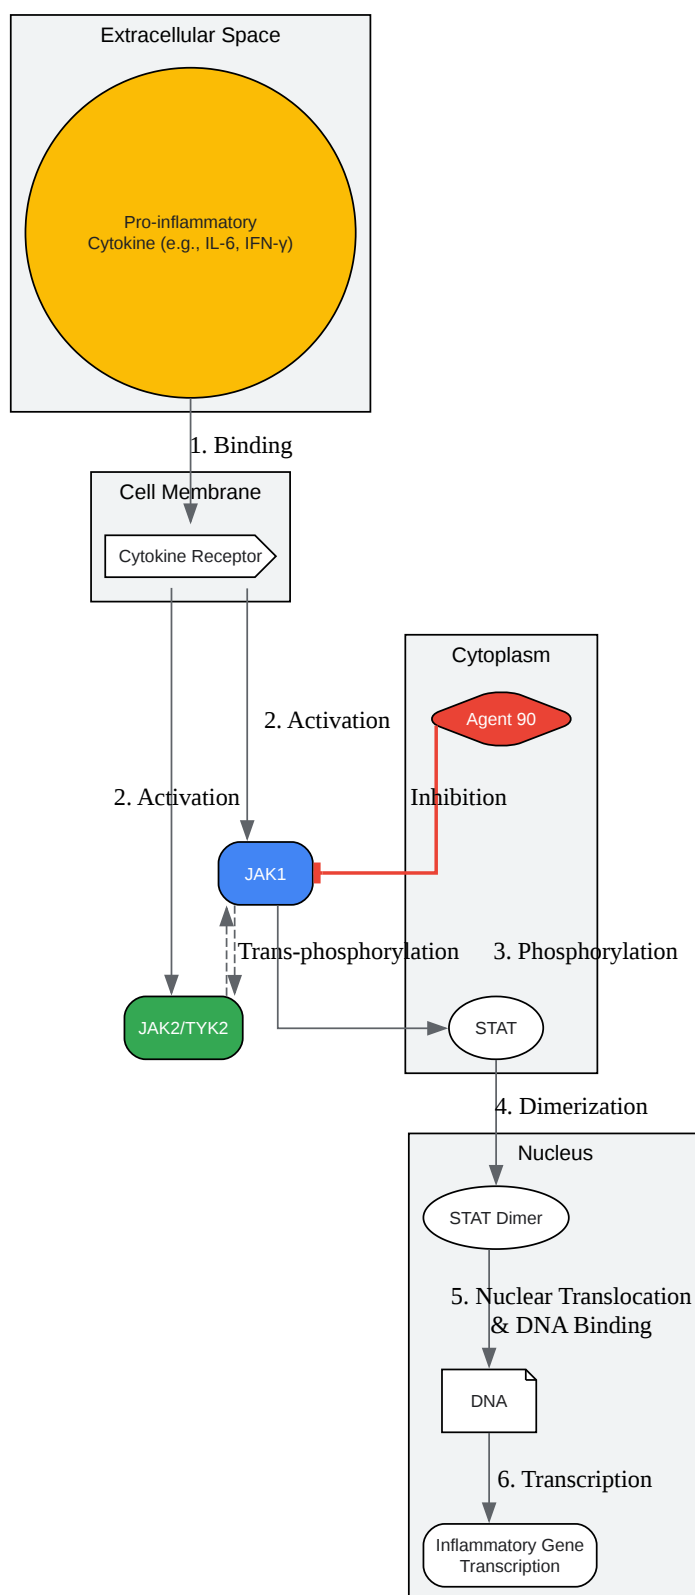 Extracellular Space
Pro-inflammatory
Cytokine (e.g., IL-6, IFN-γ)
1. Binding
Cell Membrane
Cytokine Receptor
Cytoplasm
Agent 90
2. Activation
2. Activation
Inhibition
JAK1
Trans-phosphorylation
3. Phosphorylation
JAK2/TYK2
STAT
4. Dimerization
Nucleus
STAT Dimer
5. Nuclear Translocation
& DNA Binding
DNA
6. Transcription
Inflammatory Gene
Transcription